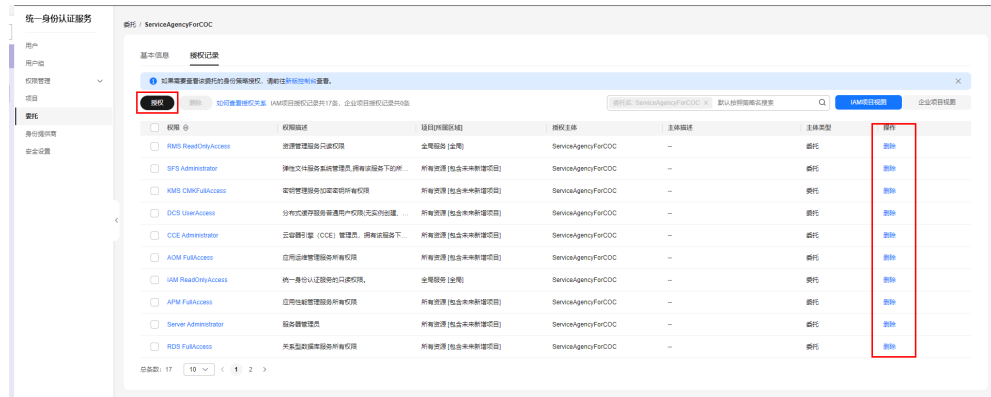 统一身份认证服务
用户
用户组
权限管理
项目
委托
身份提供商
安全设置
委托 / ServiceAgencyForCOC
基本信息 授权记录
如果需要查看该委托的身份策略授权，请前往新版控制台查看。
授权 删除 如何查看授权关系 IAM项目授权记录共17条，企业项目授权记录共0条 委托名: ServiceAgencyForCOC × 默认按照策略名搜索 IAM项目视图 企业项目视图
权限 权限描述 项目[所属区域] 授权主体 主体描述 主体类型 操作
RMS ReadOnlyAccess 资源管理服务只读权限 全局服务 [全局] ServiceAgencyForCOC -- 委托 删除
SFS Administrator 弹性文件服务系统管理员,拥有该服务下的所... 所有资源 [包含未来新增项目] ServiceAgencyForCOC -- 委托 删除
KMS CMKFullAccess 密钥管理服务加密密钥所有权限 所有资源 [包含未来新增项目] ServiceAgencyForCOC -- 委托 删除
DCS UserAccess 分布式缓存服务普通用户权限(无实例创建、... 所有资源 [包含未来新增项目] ServiceAgencyForCOC -- 委托 删除
CCE Administrator 云容器引擎（CCE）管理员，拥有该服务下... 所有资源 [包含未来新增项目] ServiceAgencyForCOC -- 委托 删除
AOM FullAccess 应用运维管理服务所有权限 所有资源 [包含未来新增项目] ServiceAgencyForCOC -- 委托 删除
IAM ReadOnlyAccess 统一身份认证服务的只读权限。 全局服务 [全局] ServiceAgencyForCOC -- 委托 删除
APM FullAccess 应用性能管理服务所有权限 所有资源 [包含未来新增项目] ServiceAgencyForCOC -- 委托 删除
Server Administrator 服务器管理员 所有资源 [包含未来新增项目] ServiceAgencyForCOC -- 委托 删除
RDS FullAccess 关系型数据库服务所有权限 所有资源 [包含未来新增项目] ServiceAgencyForCOC -- 委托 删除
总条数: 17 10 < 1 2 >